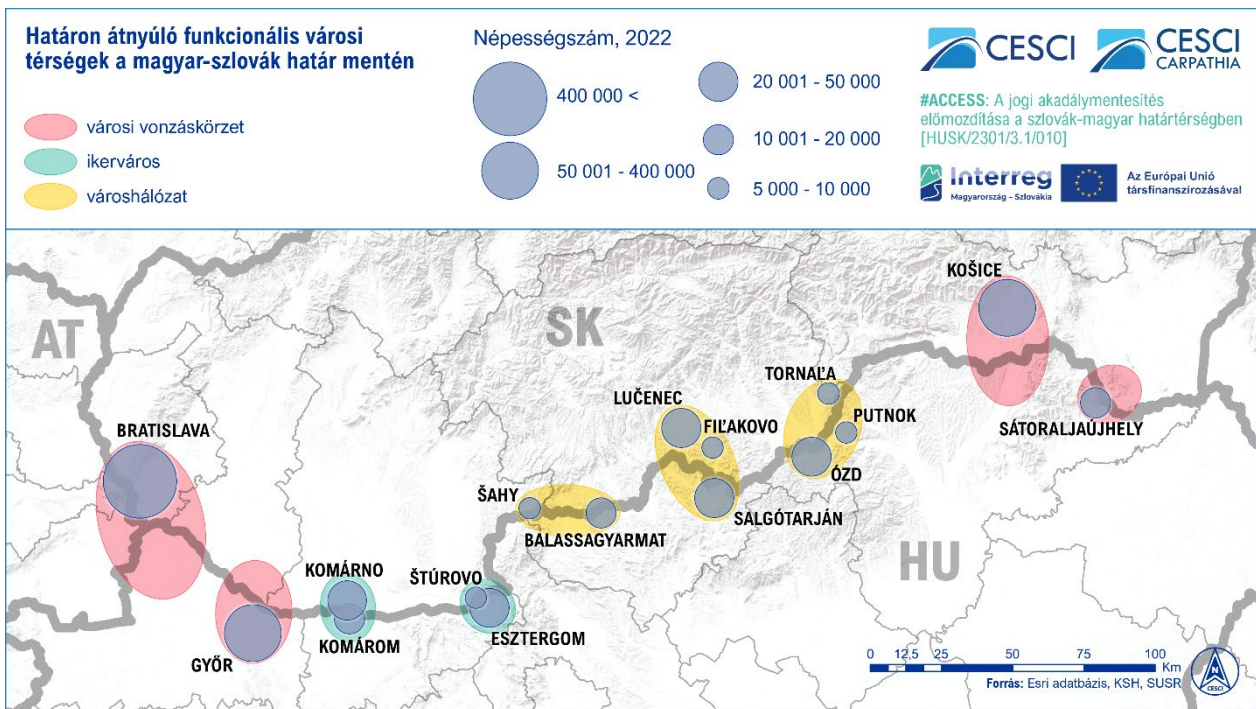 Határon átnyúló funkcionális városi
térségek a magyar-szlovák határ mentén
városi vonzáskörzet
ikerváros
városhálózat
Népességszám, 2022
400 000 <
50 001 - 400 000
20 001 - 50 000
10 001 - 20 000
5 000 - 10 000
CESCI
CESCI
CARPATHIA
#ACCESS: A jogi akadálymentesítés
előmozdítása a szlovák-magyar határtérségben
[HUSK/2301/3.1/010]
Interreg
Magyarország – Szlovákia
Az Európai Unió
társfinanszírozásával
AT
SK
HU
KOŠICE
TORNAĽA
LUČENEC
FIĽAKOVO
PUTNOK
SÁTORALJAÚJHELY
BRATISLAVA
ÓZD
ŠAHY
SALGÓTARJÁN
BALASSAGYARMAT
KOMÁRNO
ŠTÚROVO
KOMÁROM
ESZTERGOM
GYŐR
0 12,5 25 50 75 100
Km
Forrás: Esri adatbázis, KSH, SUSR
N
CESCI